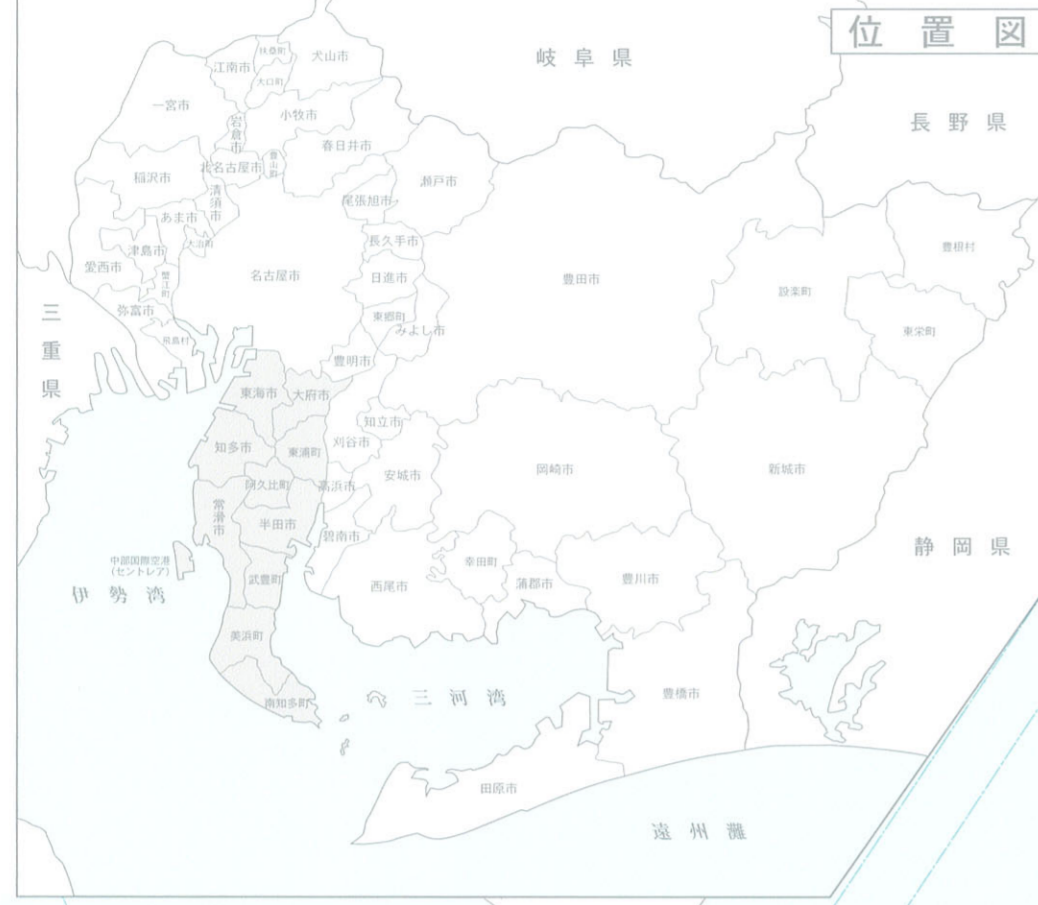 位置図
岐阜県
長野県
扶桑町
犬山市
江南市
大口町
一宮市
小牧市
岩倉市
春日井市
豊山町
北名古屋市
稲沢市
瀬戸市
清須市
尾張旭市
あま市
大治町
長久手市
津島市
豊根村
愛西市
名古屋市
日進市
豊田市
蟹江町
設楽町
三重県
弥富市
東郷町
みよし市
東栄町
飛島村
豊明市
東海市
大府市
知立市
知多市
東浦町
刈谷市
岡崎市
新城市
安城市
阿久比町
高浜市
常滑市
半田市
碧南市
静岡県
中部国際空港
(セントレア)
幸田町
武豊町
西尾市
蒲郡市
豊川市
伊勢湾
美浜町
南知多町
三河湾
豊橋市
田原市
遠州灘